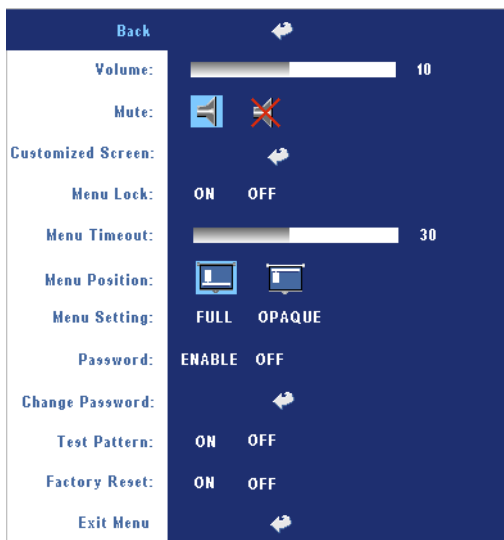 Back
Volume: 10
Mute:
Customized Screen:
Menu Lock: ON OFF
Menu Timeout: 30
Menu Position:
Menu Setting: FULL OPAQUE
Password: ENABLE OFF
Change Password:
Test Pattern: ON OFF
Factory Reset: ON OFF
Exit Menu